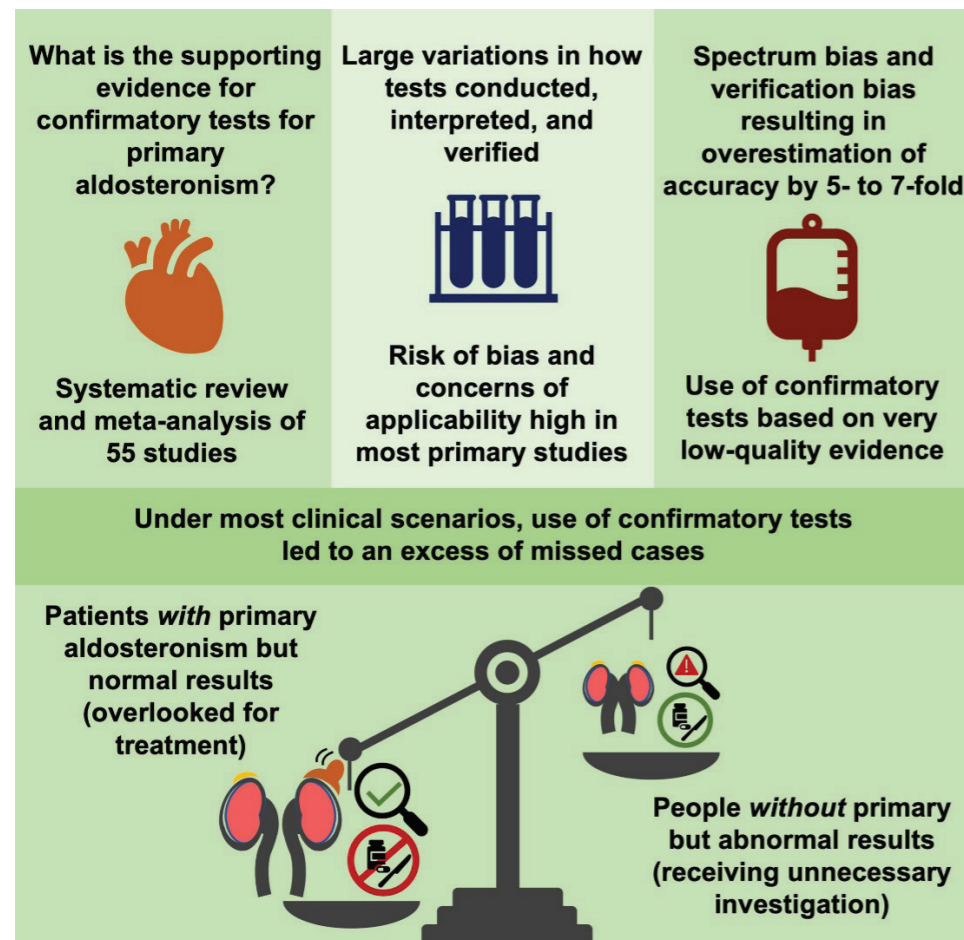 What is the supporting
evidence for
confirmatory tests for
primary
aldosteronism?
Systematic review
and meta-analysis of
55 studies
Large variations in how
tests conducted,
interpreted, and
verified
Risk of bias and
concerns of
applicability high in
most primary studies
Spectrum bias and
verification bias
resulting in
overestimation of
accuracy by 5- to 7-fold
Use of confirmatory
tests based on very
low-quality evidence
Under most clinical scenarios, use of confirmatory tests
led to an excess of missed cases
Patients with primary
aldosteronism but
normal results
(overlooked for
treatment)
People without primary
but abnormal results
(receiving unnecessary
investigation)